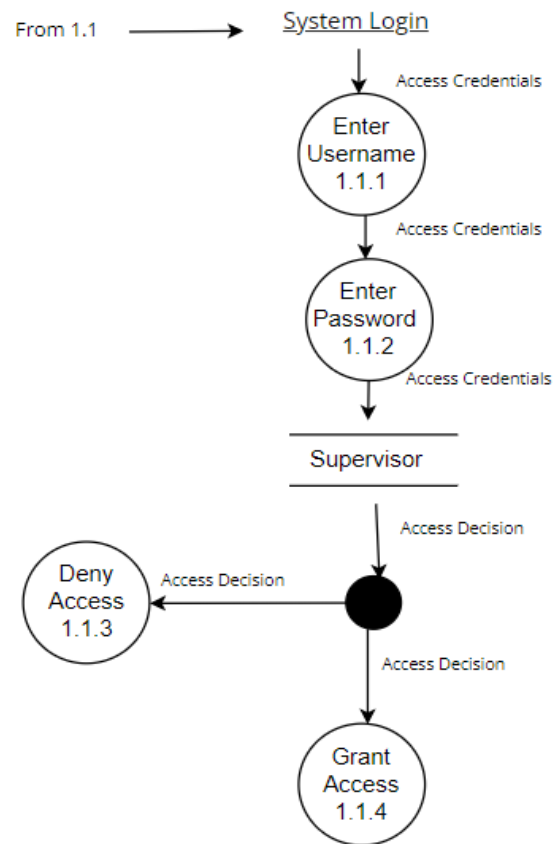 From 1.1
System Login
Access Credentials
Enter
Username
1.1.1
Access Credentials
Enter
Password
1.1.2
Access Credentials
Supervisor
Access Decision
Deny
Access
1.1.3
Access Decision
Access Decision
Grant
Access
1.1.4